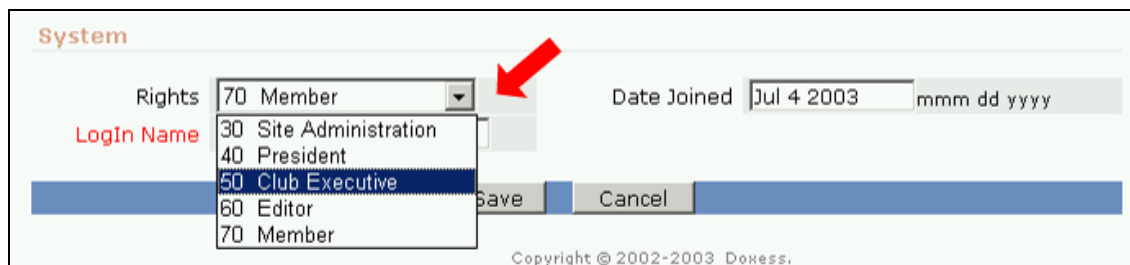 System
Rights 70 Member Date Joined Jul 4 2003 mmm dd yyyy
LogIn Name
30 Site Administration
40 President
50 Club Executive
60 Editor
70 Member
Save Cancel
Copyright © 2002-2003 Doxess.